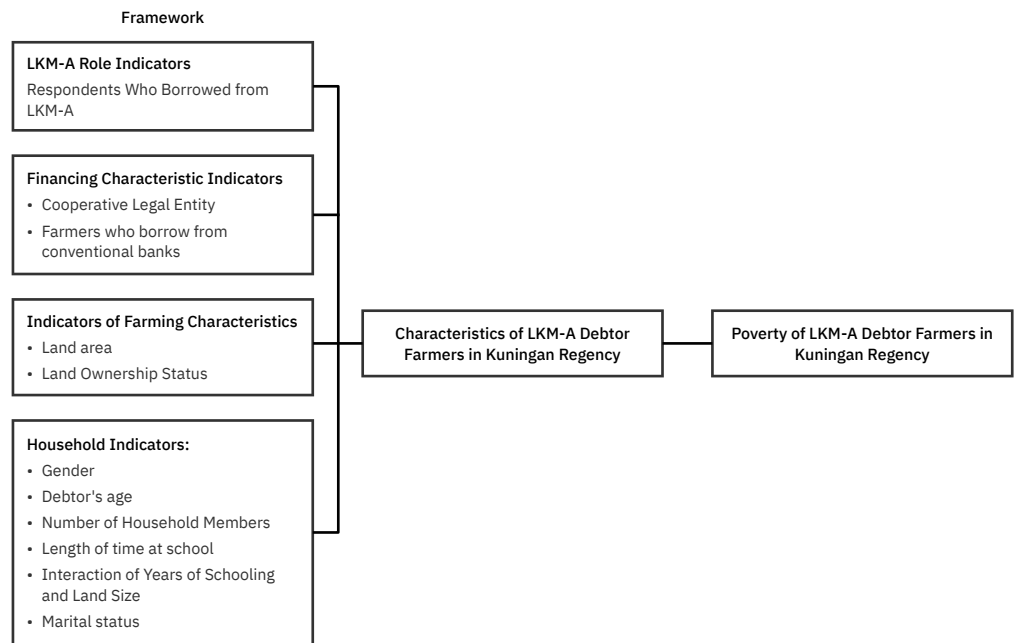 Framework
LKM-A Role Indicators
Respondents Who Borrowed from
LKM-A
Financing Characteristic Indicators
• Cooperative Legal Entity
• Farmers who borrow from
conventional banks
Indicators of Farming Characteristics
• Land area
• Land Ownership Status
Household Indicators:
• Gender
• Debtor's age
• Number of Household Members
• Length of time at school
• Interaction of Years of Schooling
and Land Size
• Marital status
Characteristics of LKM-A Debtor
Farmers in Kuningan Regency
Poverty of LKM-A Debtor Farmers in
Kuningan Regency